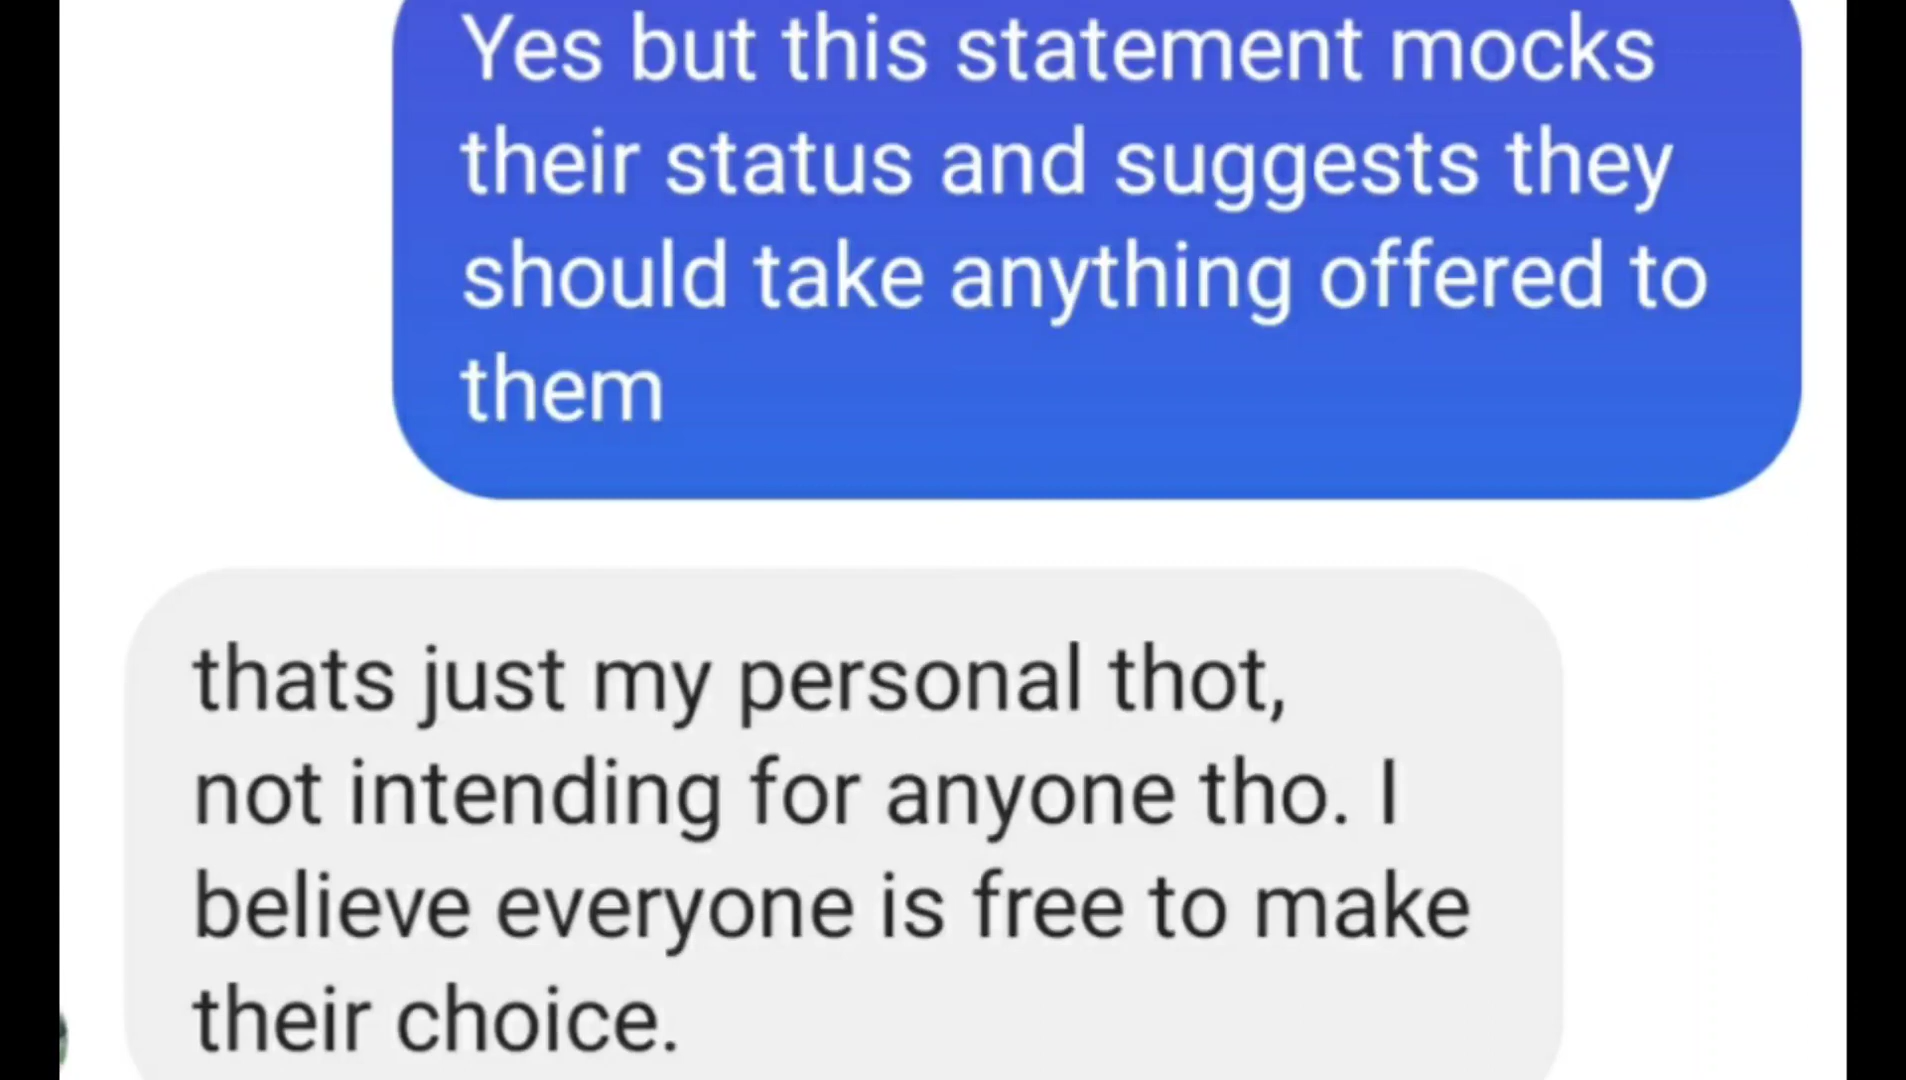 Yes but this statement mocks
their status and suggests they
should take anything offered to
them
thats just my personal thot,
not intending for anyone tho. I
believe everyone is free to make
their choice.